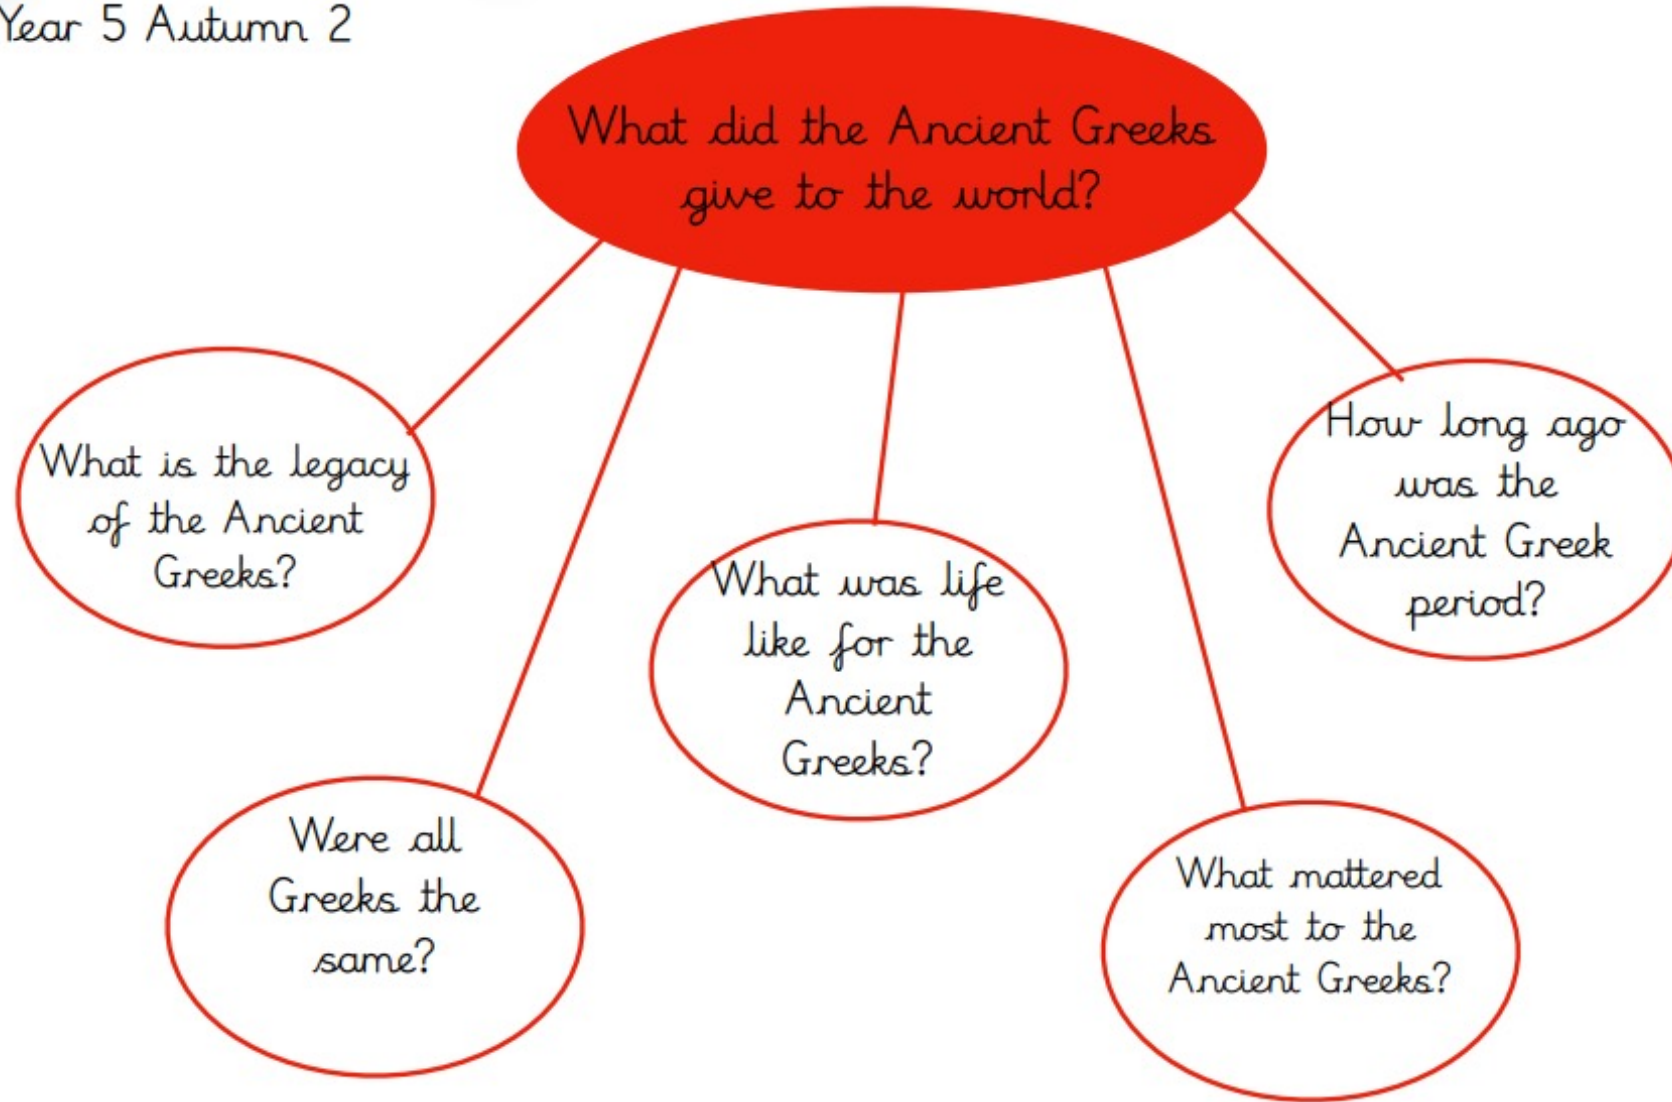 Year 5 Autumn 2
What did the Ancient Greeks
give to the world?
What is the legacy
of the Ancient
Greeks?
How long ago
was the
Ancient Greek
period?
What was life
like for the
Ancient
Greeks?
Were all
Greeks the
same?
What mattered
most to the
Ancient Greeks?